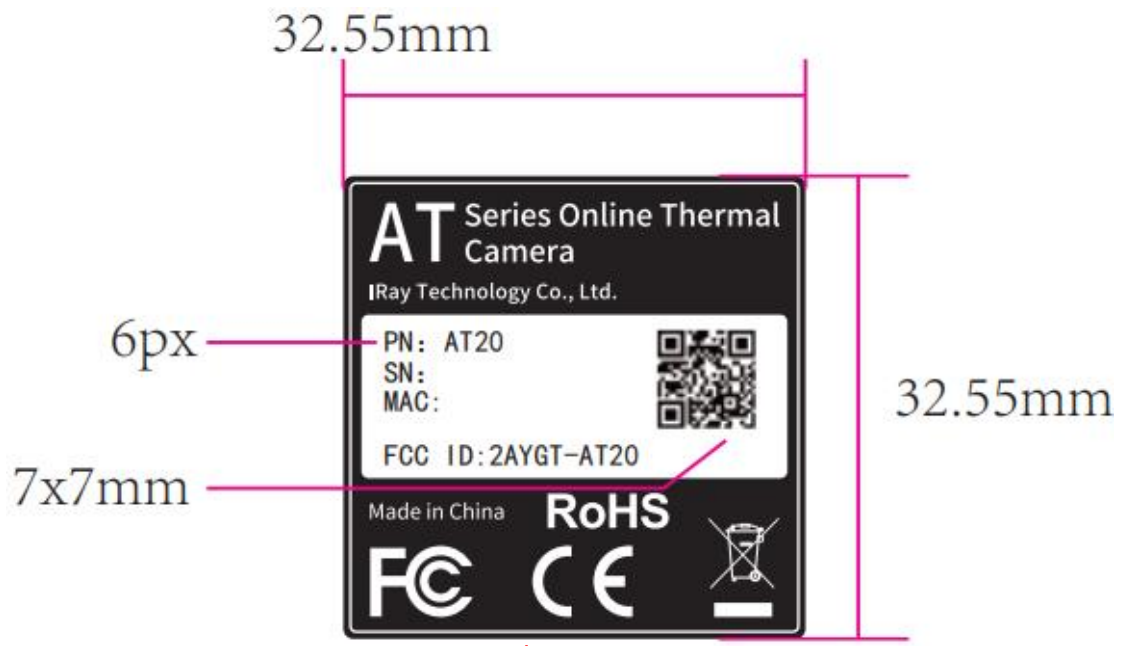 32.55mm
AT Series Online Thermal
Camera
IRay Technology Co., Ltd.
6px
PN: AT20
SN:
MAC:
32.55mm
FCC ID:2AYGT-AT20
7x7mm
Made in China
RoHS
FC CE